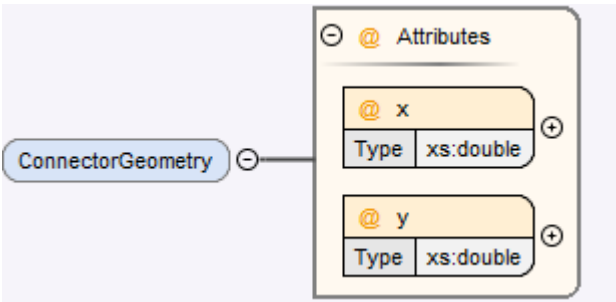 @ Attributes
@ x
Type xs:double
ConnectorGeometry
@ y
Type xs:double